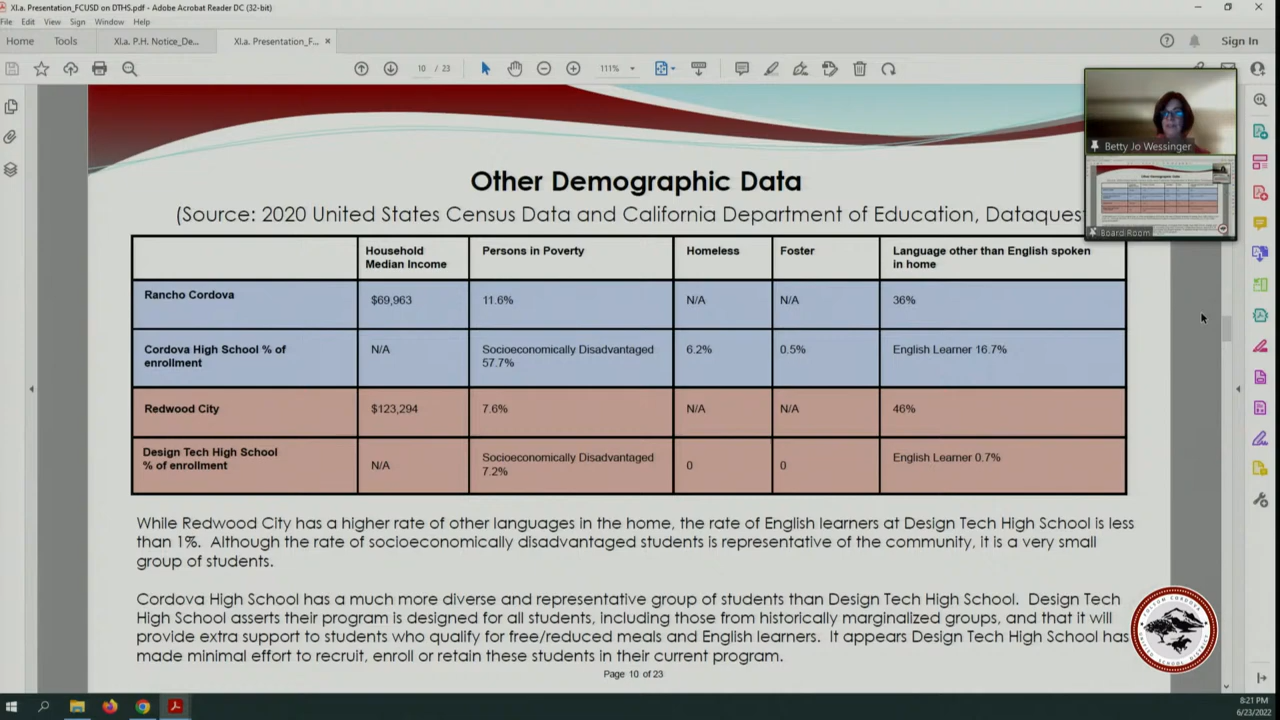 XI.a. Presentation_FCUSD on DTHS.pdf - Adobe Acrobat Reader DC (32-bit)
File Edit View Sign Window Help
Home Tools XI.a. P.H. Notice_De... XI.a. Presentation_F... × Sign In
10 / 23 111%
Betty Jo Wessinger
Board Room
Other Demographic Data
(Source: 2020 United States Census Data and California Department of Education, Dataquest
Household Median Income Persons in Poverty Homeless Foster Language other than English spoken in home
Rancho Cordova $69,963 11.6% N/A N/A 36%
Cordova High School % of enrollment N/A Socioeconomically Disadvantaged 57.7% 6.2% 0.5% English Learner 16.7%
Redwood City $123,294 7.6% N/A N/A 46%
Design Tech High School % of enrollment N/A Socioeconomically Disadvantaged 7.2% 0 0 English Learner 0.7%
While Redwood City has a higher rate of other languages in the home, the rate of English learners at Design Tech High School is less
than 1%. Although the rate of socioeconomically disadvantaged students is representative of the community, it is a very small
group of students.
Cordova High School has a much more diverse and representative group of students than Design Tech High School. Design Tech
High School asserts their program is designed for all students, including those from historically marginalized groups, and that it will
provide extra support to students who qualify for free/reduced meals and English learners. It appears Design Tech High School has
made minimal effort to recruit, enroll or retain these students in their current program.
FOLSOM CORDOVA UNIFIED SCHOOL DISTRICT
Page 10 of 23
8:21 PM
6/23/2022